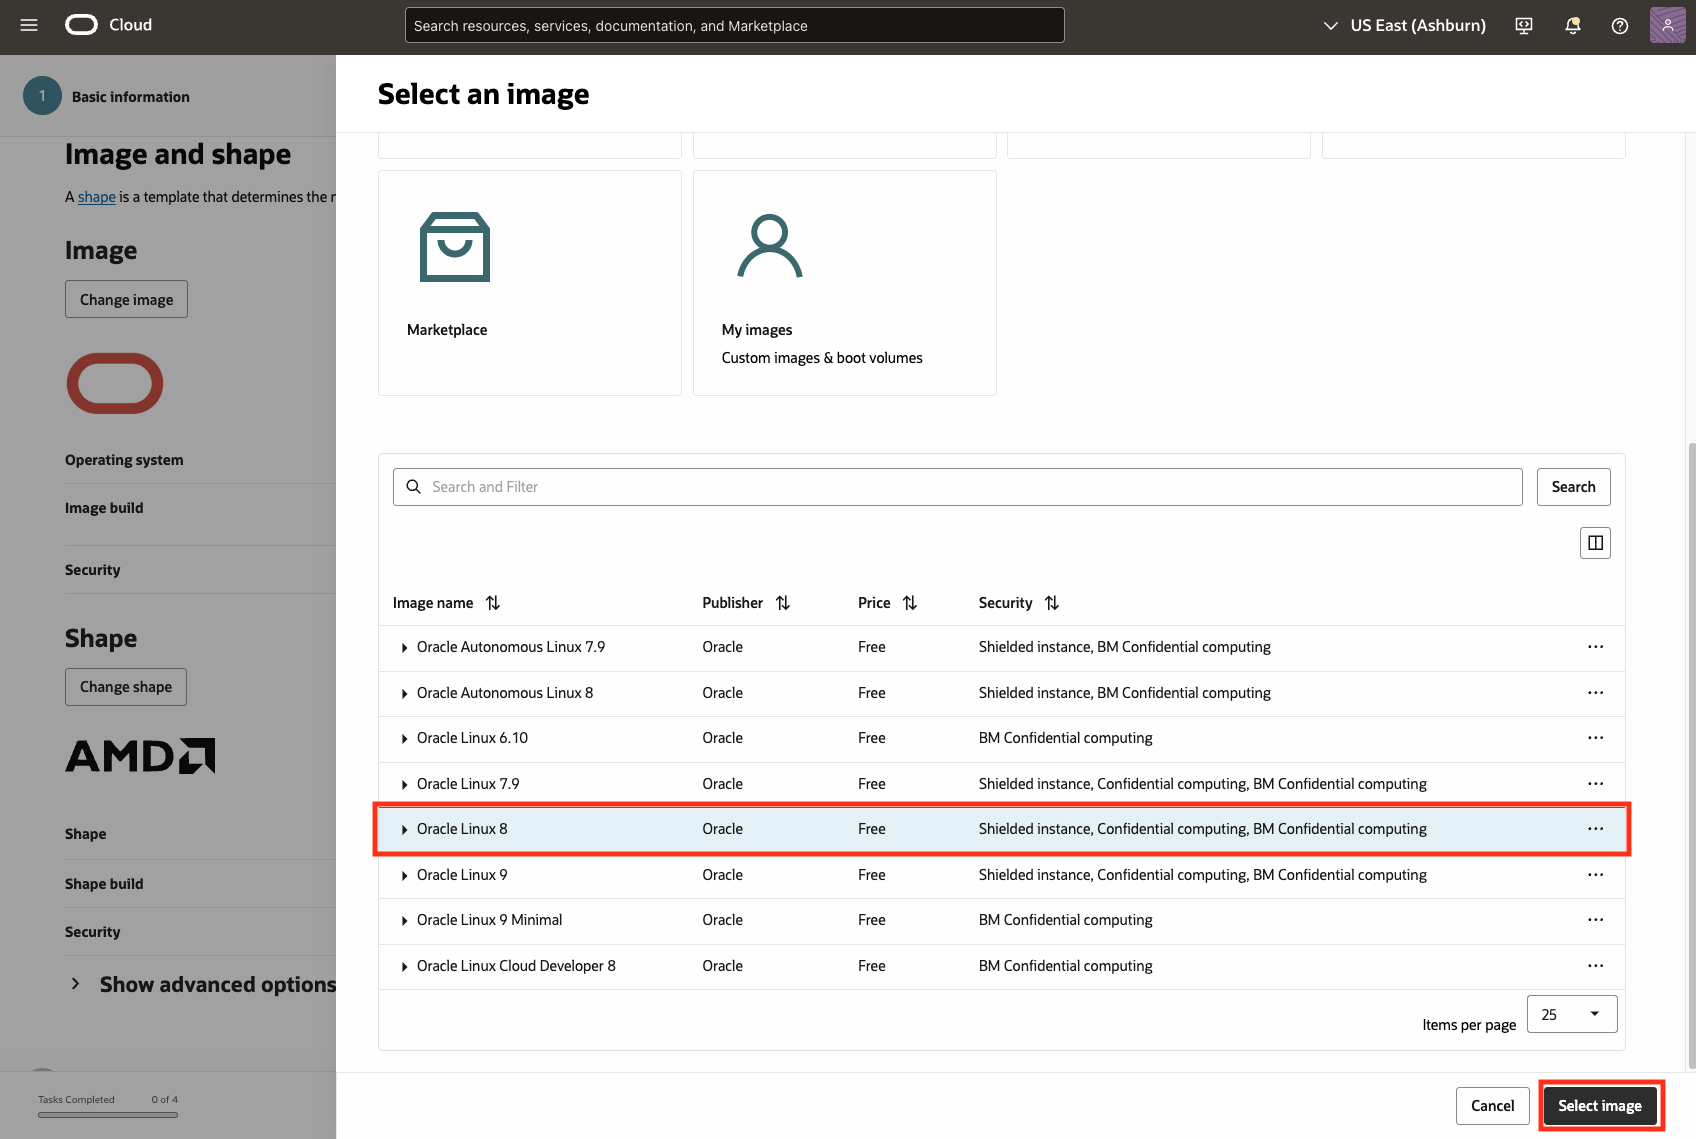 Cloud
Search resources, services, documentation, and Marketplace
US East (Ashburn)
1 Basic information
Image and shape
A shape is a template that determines the
Image
Change image
Operating system
Image build
Security
Shape
Change shape
AMD
Shape
Shape build
Security
Show advanced options
Tasks Completed 0 of 4
Select an image
Marketplace
My images
Custom images & boot volumes
Search and Filter Search
Image name Publisher Price Security
Oracle Autonomous Linux 7.9 Oracle Free Shielded instance, BM Confidential computing ...
Oracle Autonomous Linux 8 Oracle Free Shielded instance, BM Confidential computing ...
Oracle Linux 6.10 Oracle Free BM Confidential computing ...
Oracle Linux 7.9 Oracle Free Shielded instance, Confidential computing, BM Confidential computing ...
Oracle Linux 8 Oracle Free Shielded instance, Confidential computing, BM Confidential computing ...
Oracle Linux 9 Oracle Free Shielded instance, Confidential computing, BM Confidential computing ...
Oracle Linux 9 Minimal Oracle Free BM Confidential computing ...
Oracle Linux Cloud Developer 8 Oracle Free BM Confidential computing ...
Items per page 25
Cancel Select image